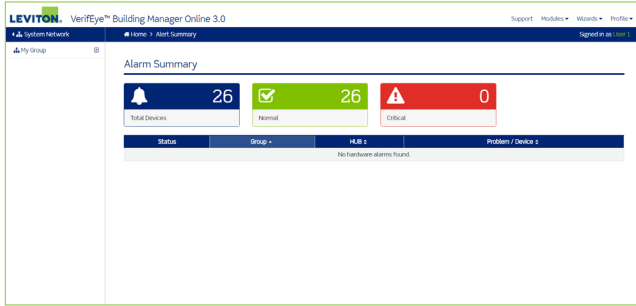 LEVITON. VerifEye™ Building Manager Online 3.0
Support Modules Wizards Profile
System Network
Home > Alert Summary
Signed in as User 1
My Group
Alarm Summary
26
26
0
Total Devices
Normal
Critical
Status Group HUB Problem / Device
No hardware alarms found.